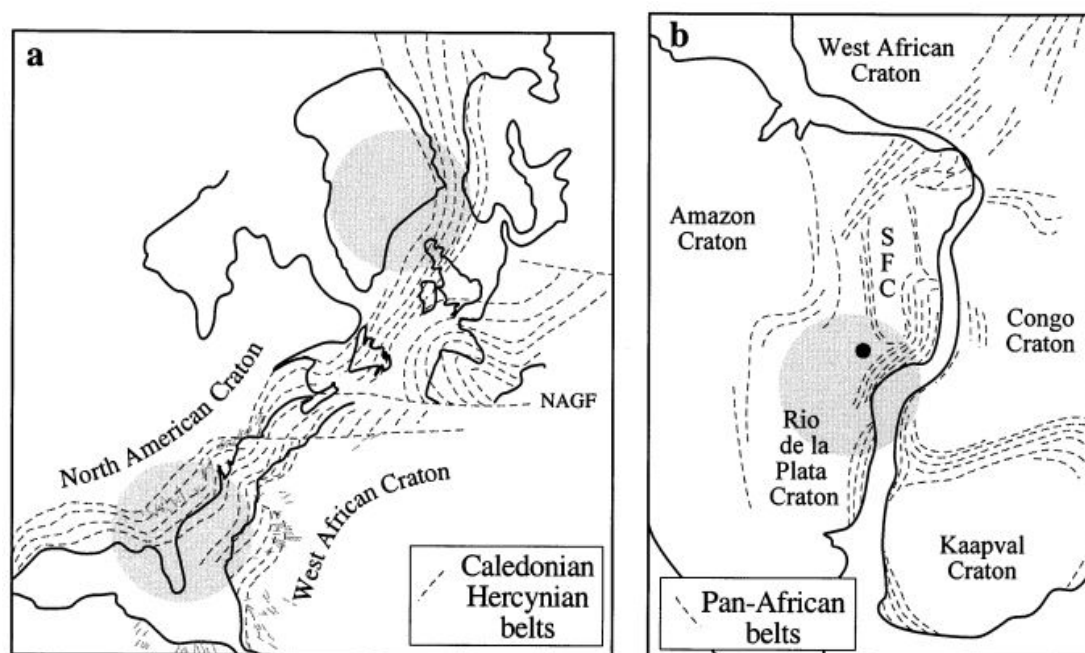 a
North American Craton
NAGF
West African Craton
Caledonian
Hercynian
belts
b
West African
Craton
Amazon
Craton
S
F
C
Congo
Craton
Rio
de la
Plata
Craton
Kaapval
Craton
Pan-African
belts